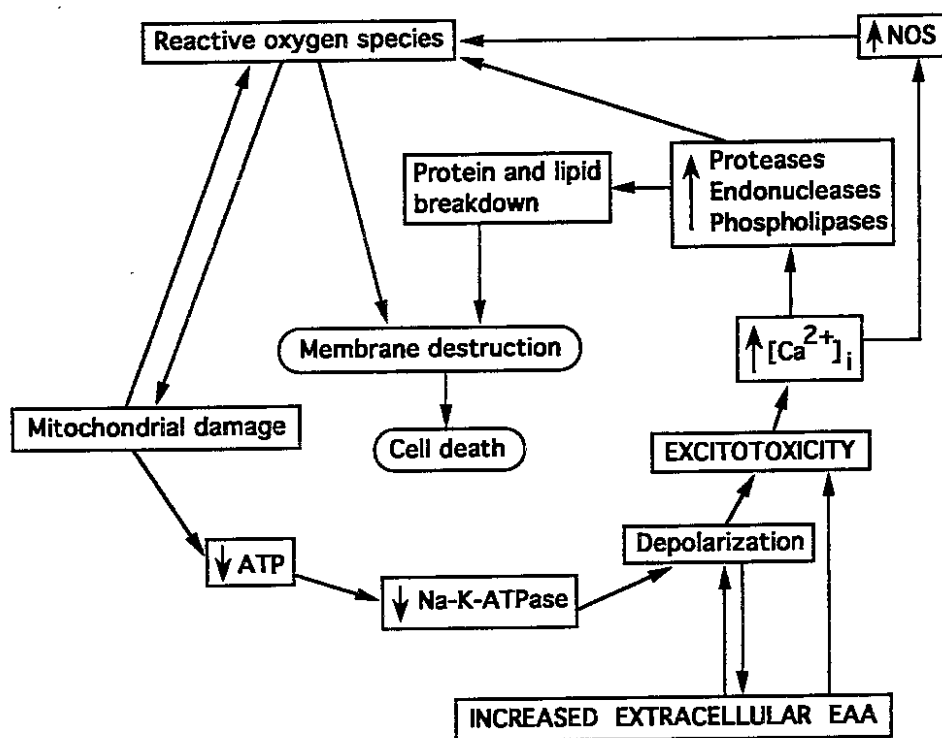 Reactive oxygen species
↑ NOS
Protein and lipid
breakdown
↑ Proteases
Endonucleases
Phospholipases
Membrane destruction
↑ [Ca2+]i
Mitochondrial damage
Cell death
EXCITOTOXICITY
↓ ATP
Depolarization
↓ Na-K-ATPase
INCREASED EXTRACELLULAR EAA